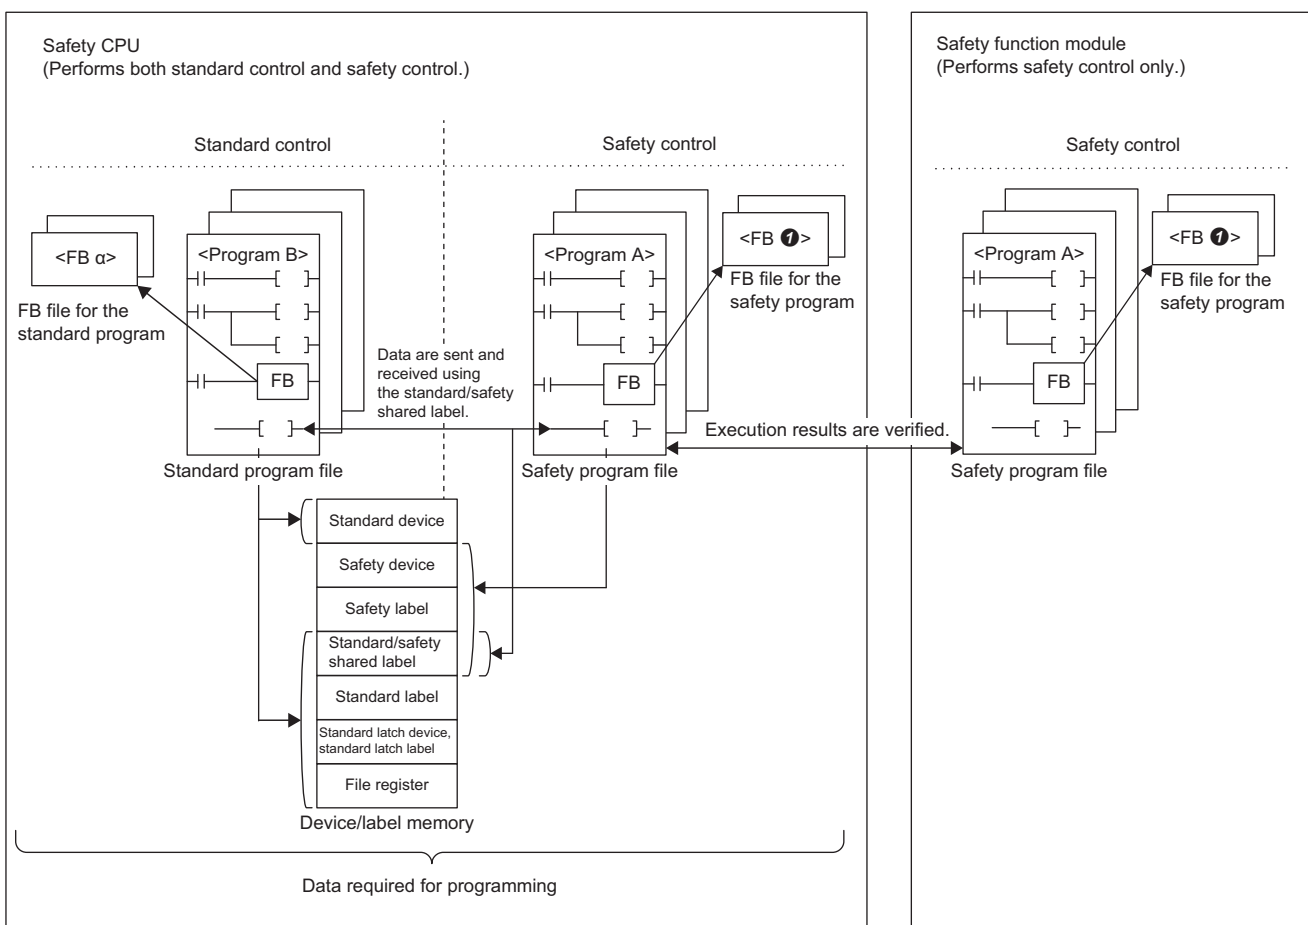 Safety CPU
(Performs both standard control and safety control.)
Standard control
Safety control
<FB α>
FB file for the
standard program
<Program B>
FB
Standard program file
Data are sent and
received using
the standard/safety
shared label.
<Program A>
FB
Safety program file
<FB ❶>
FB file for the
safety program
Execution results are verified.
Standard device
Safety device
Safety label
Standard/safety
shared label
Standard label
Standard latch device,
standard latch label
File register
Device/label memory
Data required for programming
Safety function module
(Performs safety control only.)
Safety control
<Program A>
FB
Safety program file
<FB ❶>
FB file for the
safety program